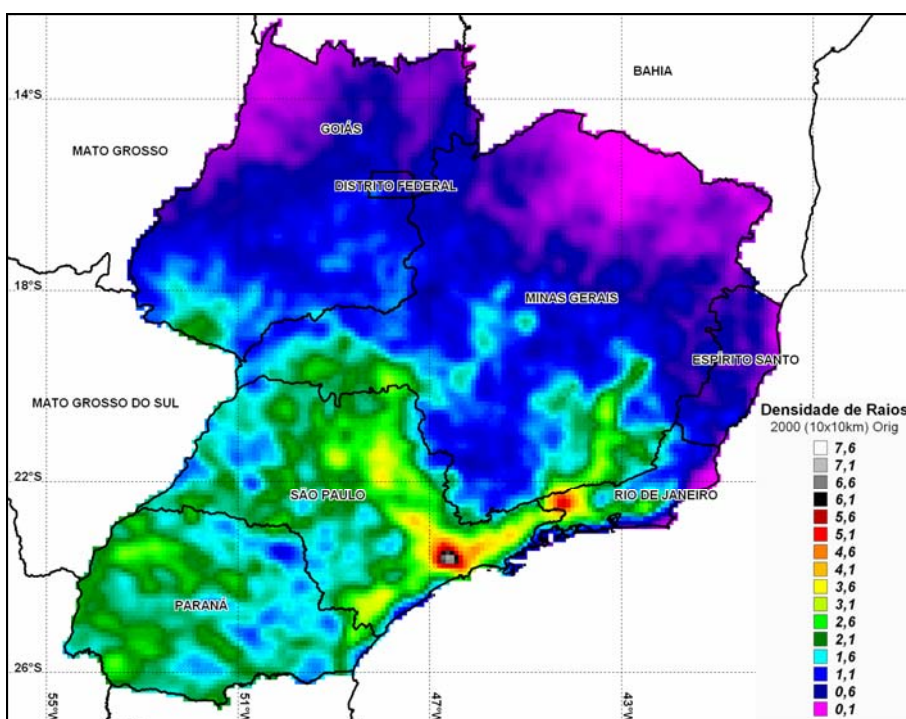 BAHIA
14°S
GOIÁS
MATO GROSSO
DISTRITO FEDERAL
18°S
MINAS GERAIS
ESPÍRITO SANTO
MATO GROSSO DO SUL
Densidade de Raios
2000 (10x10km) Orig
7,6
7,1
6,6
6,1
5,6
5,1
4,6
4,1
3,6
3,1
2,6
2,1
1,6
1,1
0,6
0,1
22°S
SÃO PAULO
RIO DE JANEIRO
PARANÁ
26°S
55°W
51°W
47°W
43°W